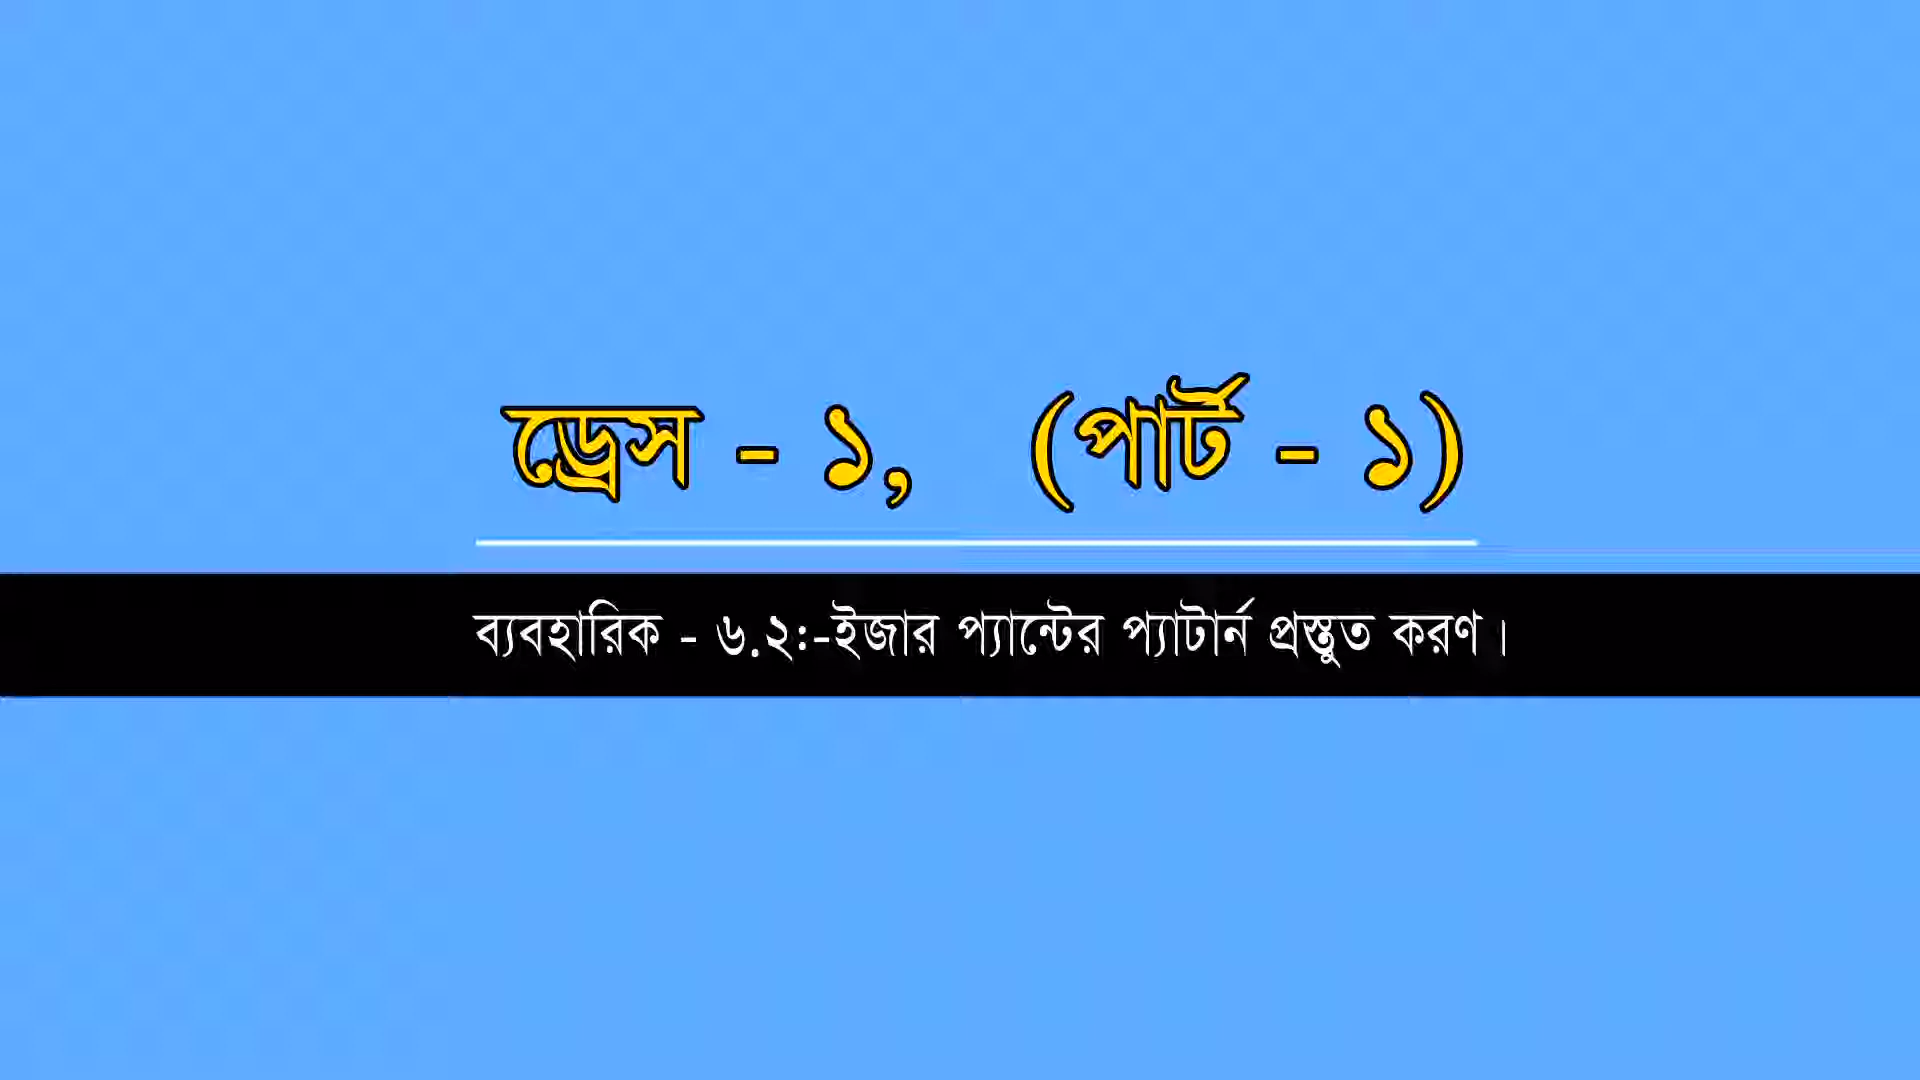 ড্রেস - ১, (পার্ট - ১)
ব্যবহারিক - ৬.২ঃ-ইজার প্যান্টের প্যাটার্ন প্রস্তুত করণ।